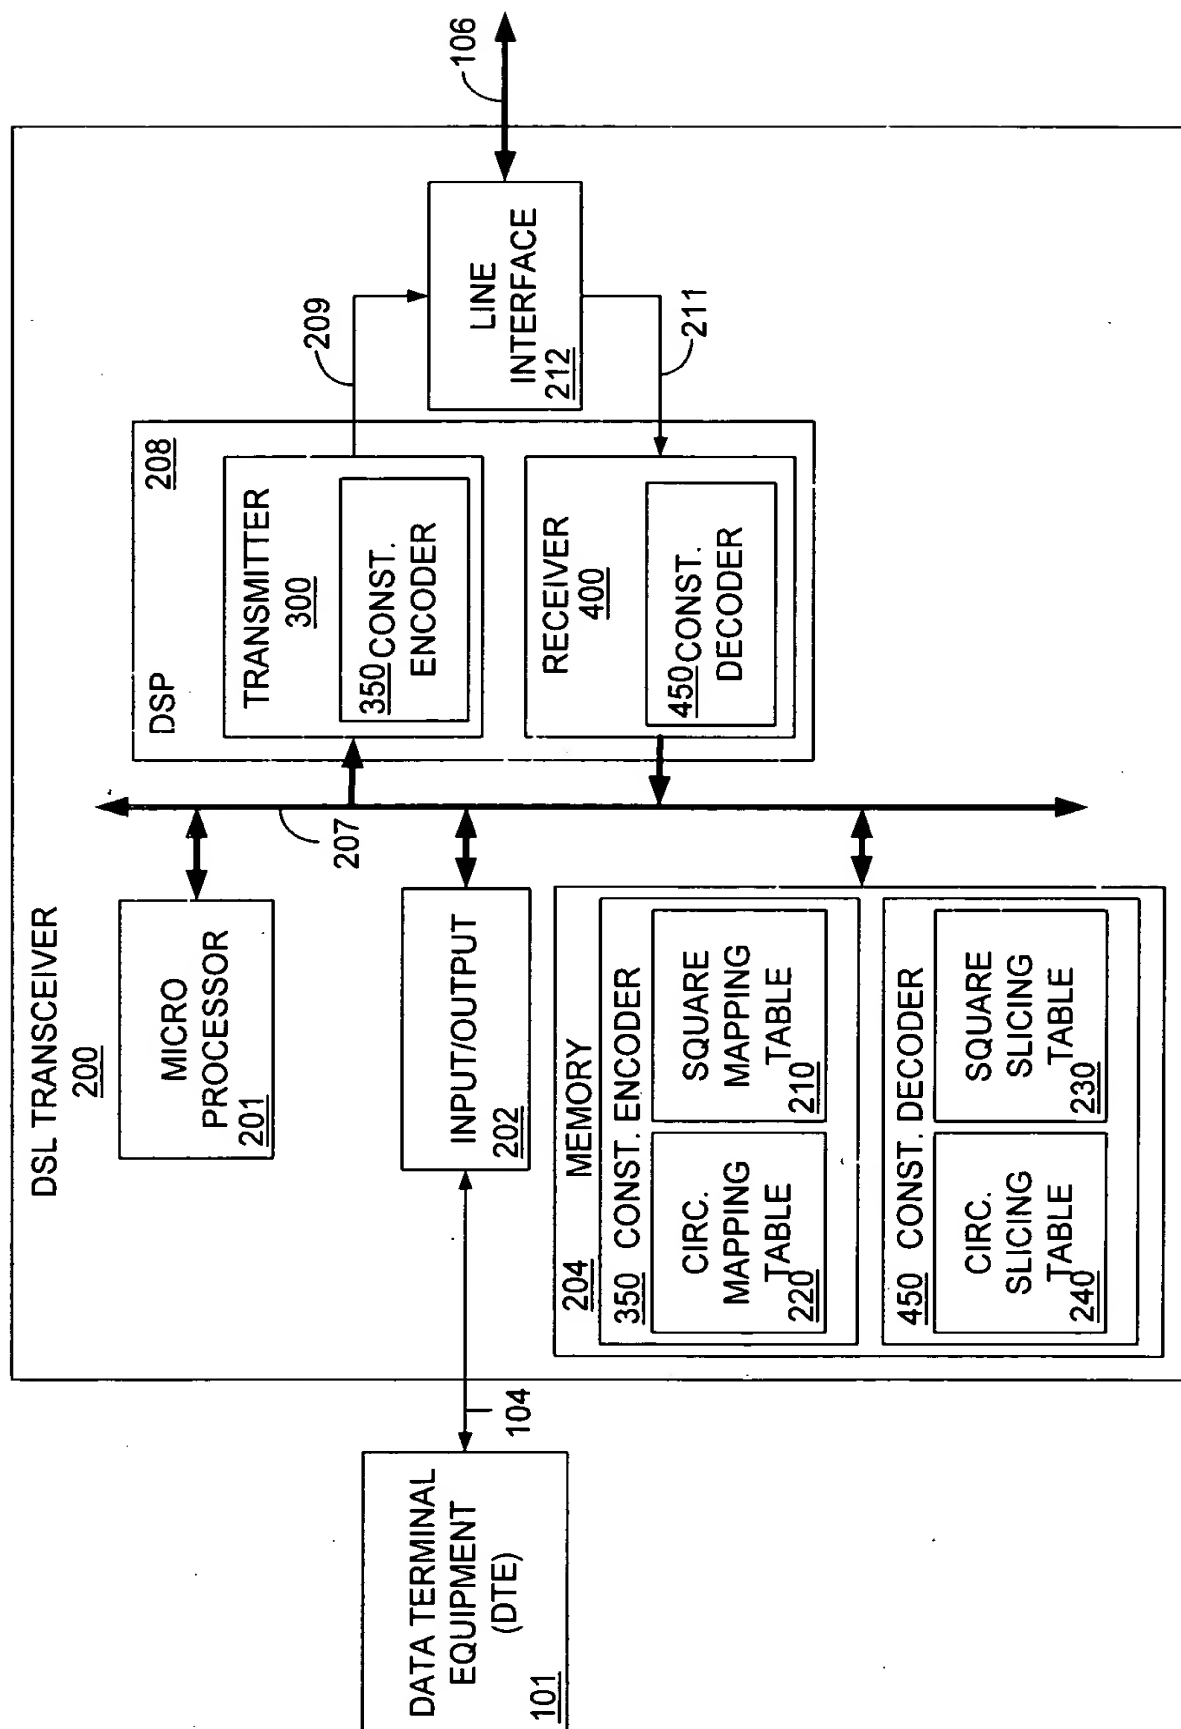 DSL TRANSCEIVER
200
MICRO
PROCESSOR
201
INPUT/OUTPUT
202
MEMORY
204
350 CONST. ENCODER
SQUARE
MAPPING
TABLE
210
CIRC.
MAPPING
TABLE
220
450 CONST. DECODER
SQUARE
SLICING
TABLE
230
CIRC.
SLICING
TABLE
240
207
DSP
208
TRANSMITTER
300
350 CONST.
ENCODER
RECEIVER
400
450 CONST.
DECODER
209
211
LINE
INTERFACE
212
106
104
DATA TERMINAL
EQUIPMENT
(DTE)
101